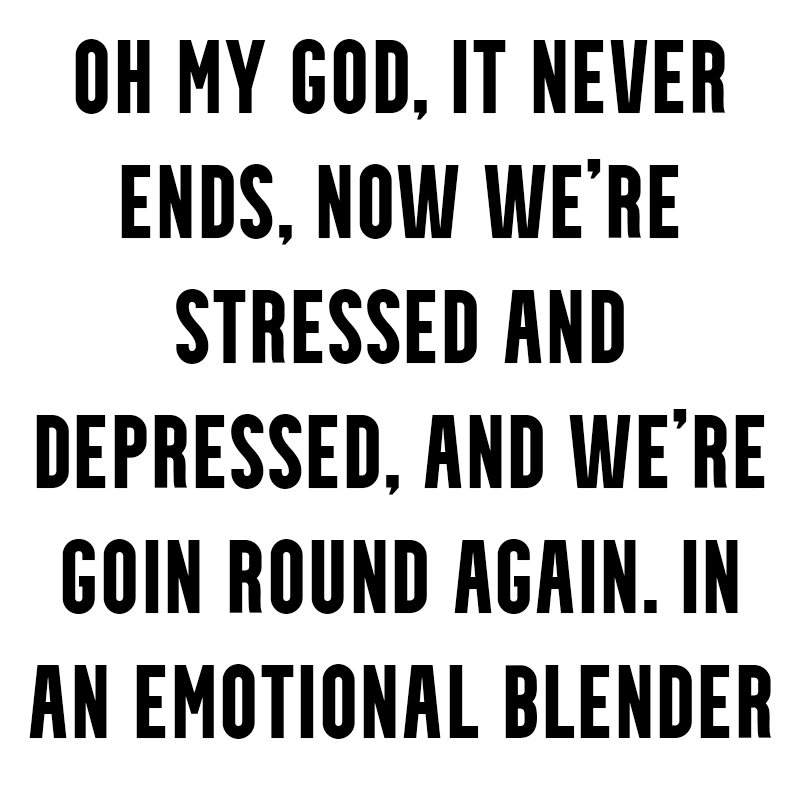 OH MY GOD, IT NEVER
ENDS, NOW WE’RE
STRESSED AND
DEPRESSED, AND WE’RE
GOIN ROUND AGAIN. IN
AN EMOTIONAL BLENDER